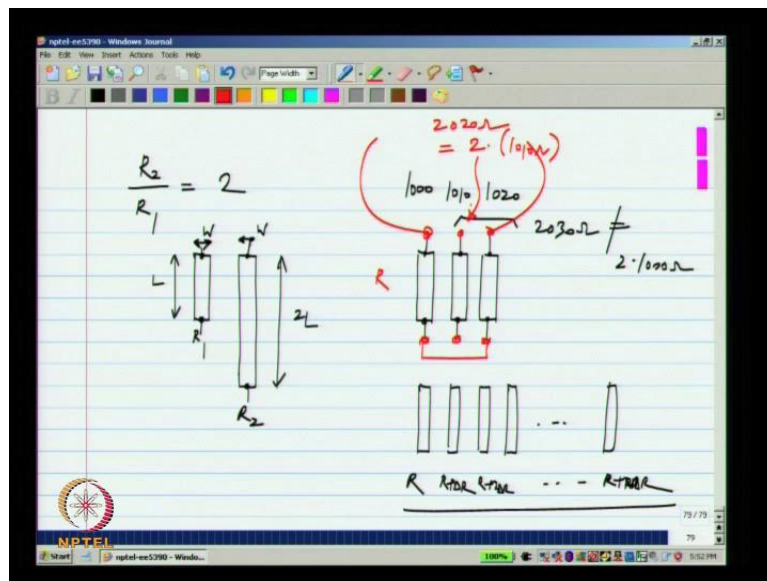 nptel-ee5390 - Windows Journal
File Edit View Insert Actions Tools Help
Page Width
B I
R2/R1 = 2
2020Ω
= 2·(1010Ω)
1000 1010 1020
2030Ω ≠
2·1000Ω
W W
L
2L
R1
R2
R
...
R R+ΔR ... -
NPTEL
79 / 79
79
Start
nptel-ee5390 - Windo...
100%
5:52 PM